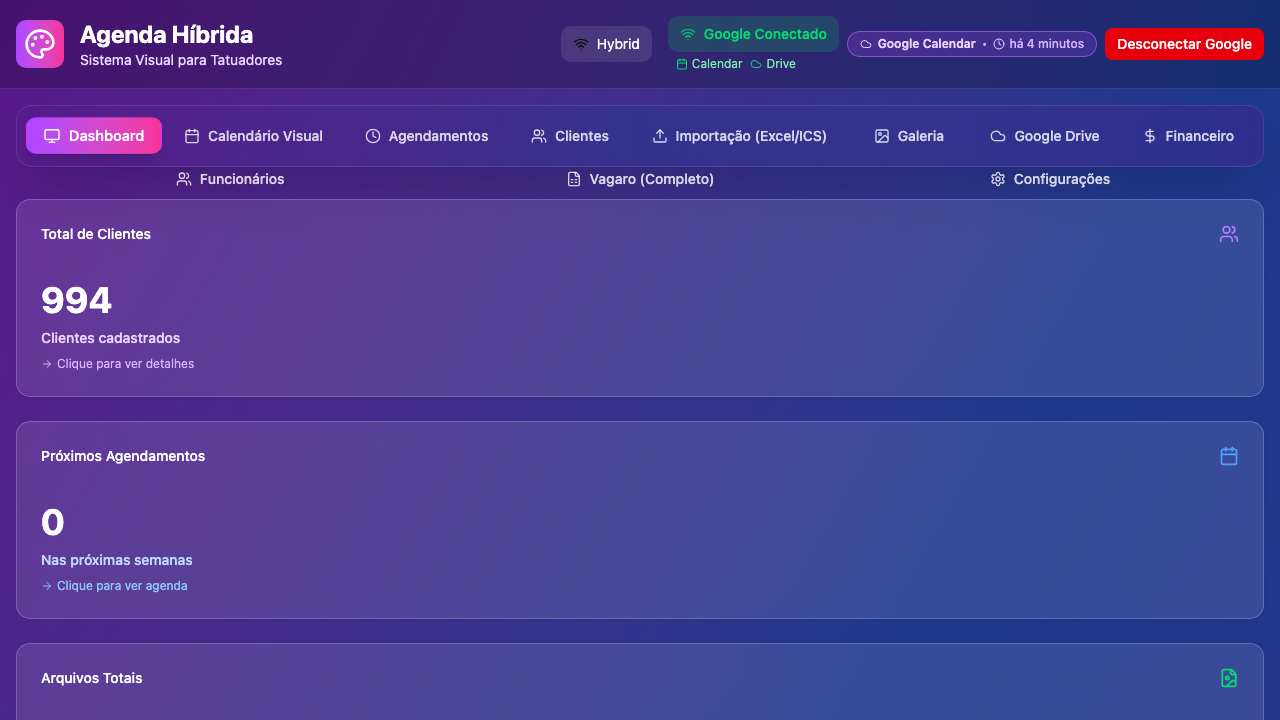 Agenda Híbrida
Sistema Visual para Tatuadores
Hybrid
Google Conectado
Calendar Drive
Google Calendar • há 4 minutos
Desconectar Google
Dashboard Calendário Visual Agendamentos Clientes Importação (Excel/ICS) Galeria Google Drive Financeiro
Funcionários Vagaro (Completo) Configurações
Total de Clientes
994
Clientes cadastrados
→ Clique para ver detalhes
Próximos Agendamentos
0
Nas próximas semanas
→ Clique para ver agenda
Arquivos Totais